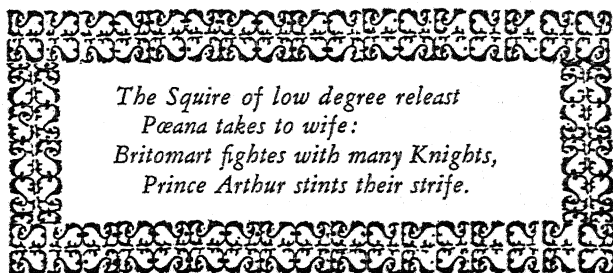 The Squire of low degree releast
Pœana takes to wife:
Britomart fightes with many Knights,
Prince Arthur stints their strife.